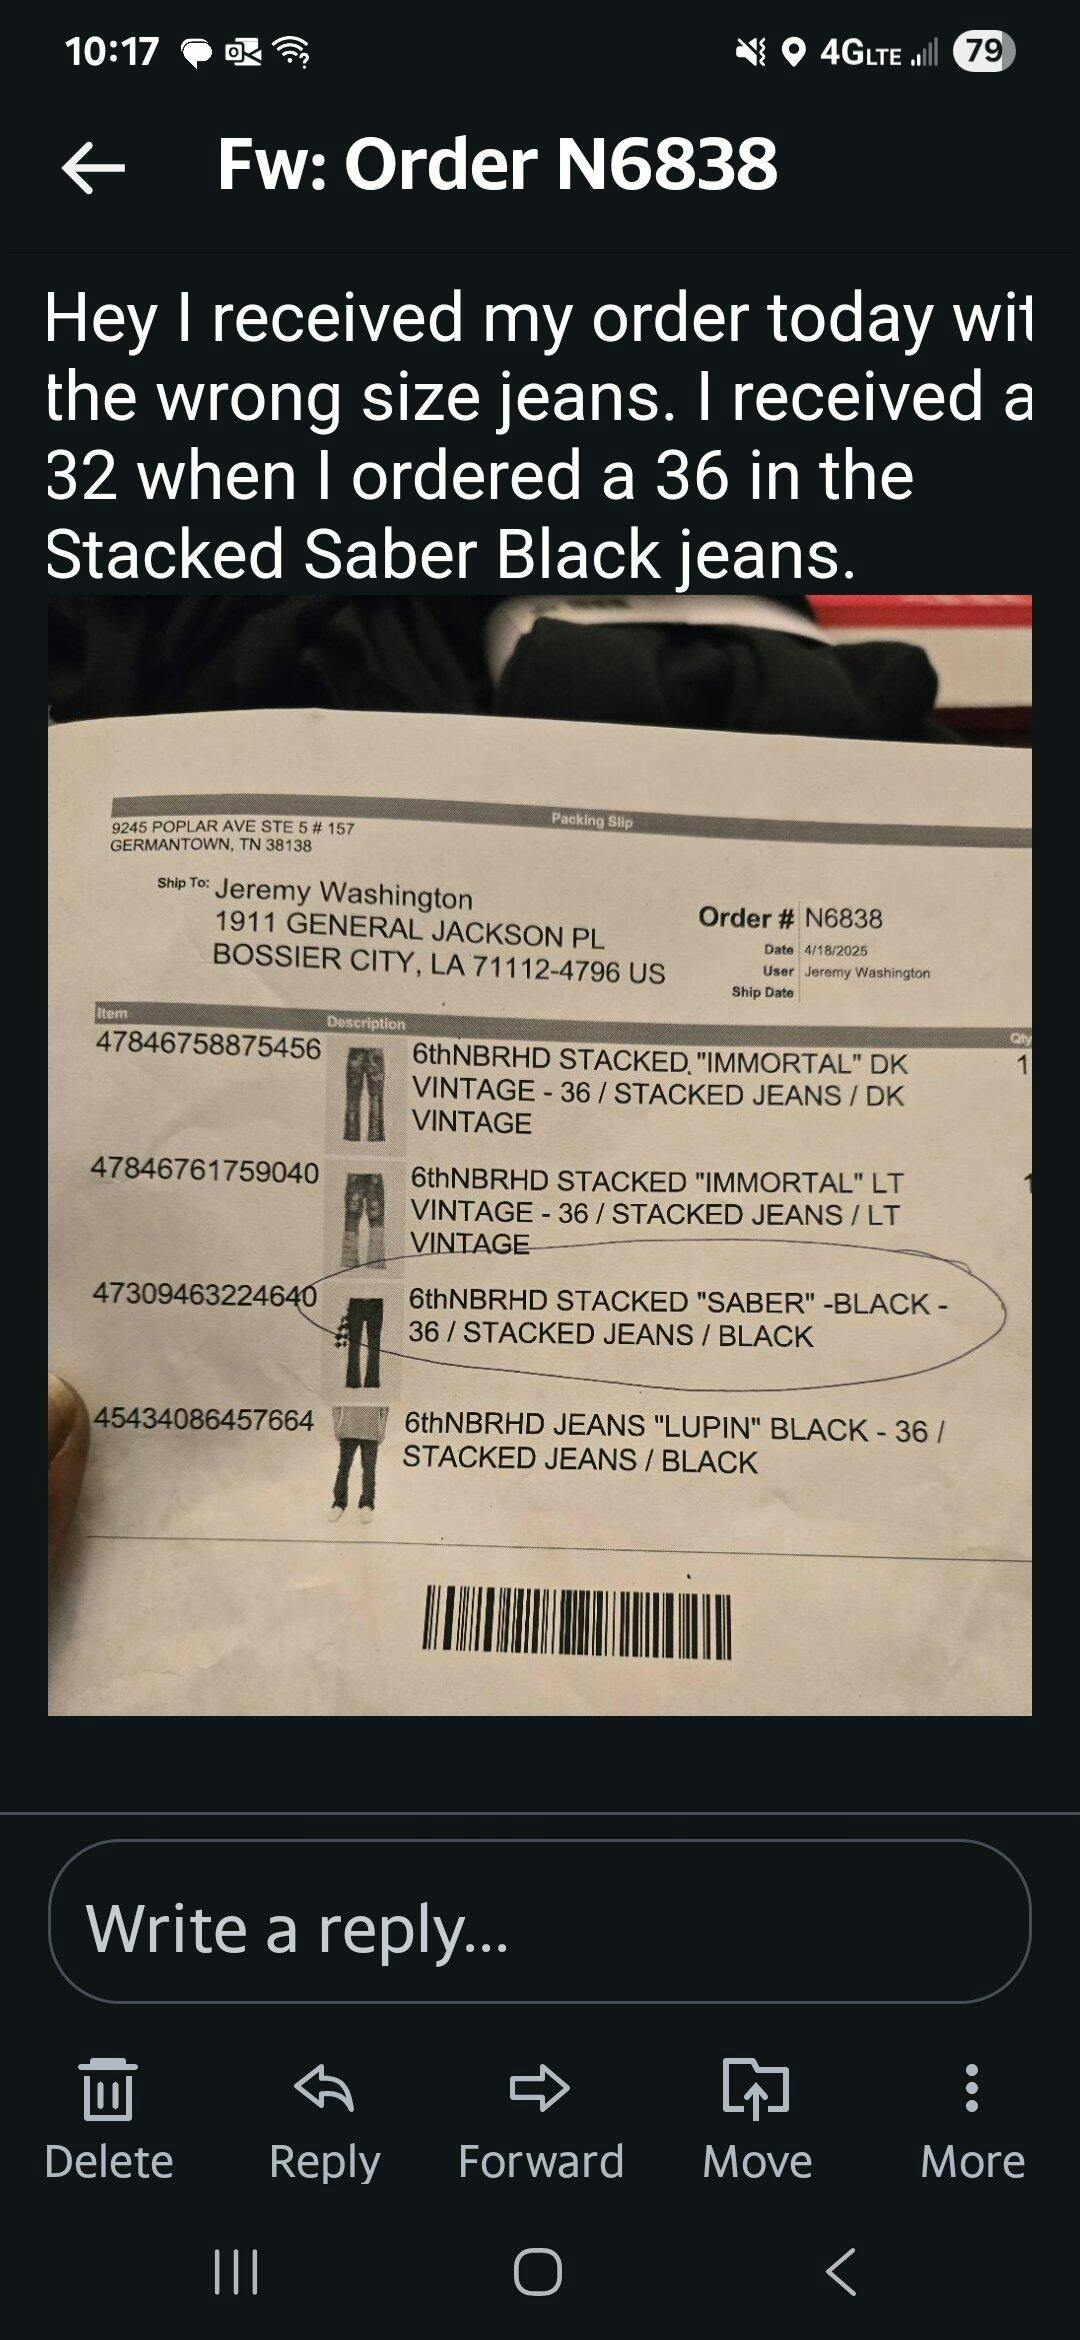 10:17
4GLTE
79
Fw: Order N6838
Hey I received my order today wit
the wrong size jeans. I received a
32 when I ordered a 36 in the
Stacked Saber Black jeans.
Packing Slip
9245 POPLAR AVE STE 5 # 157
GERMANTOWN, TN 38138
Ship To: Jeremy Washington
1911 GENERAL JACKSON PL
BOSSIER CITY, LA 71112-4796 US
Order # N6838
Date 4/18/2025
User Jeremy Washington
Ship Date
Item Description Qty
47846758875456 6thNBRHD STACKED "IMMORTAL" DK 1
VINTAGE - 36 / STACKED JEANS / DK
VINTAGE
47846761759040 6thNBRHD STACKED "IMMORTAL" LT 1
VINTAGE - 36 / STACKED JEANS / LT
VINTAGE
47309463224640 6thNBRHD STACKED "SABER" -BLACK -
36 / STACKED JEANS / BLACK
45434086457664 6thNBRHD JEANS "LUPIN" BLACK - 36 /
STACKED JEANS / BLACK
Write a reply...
Delete Reply Forward Move More